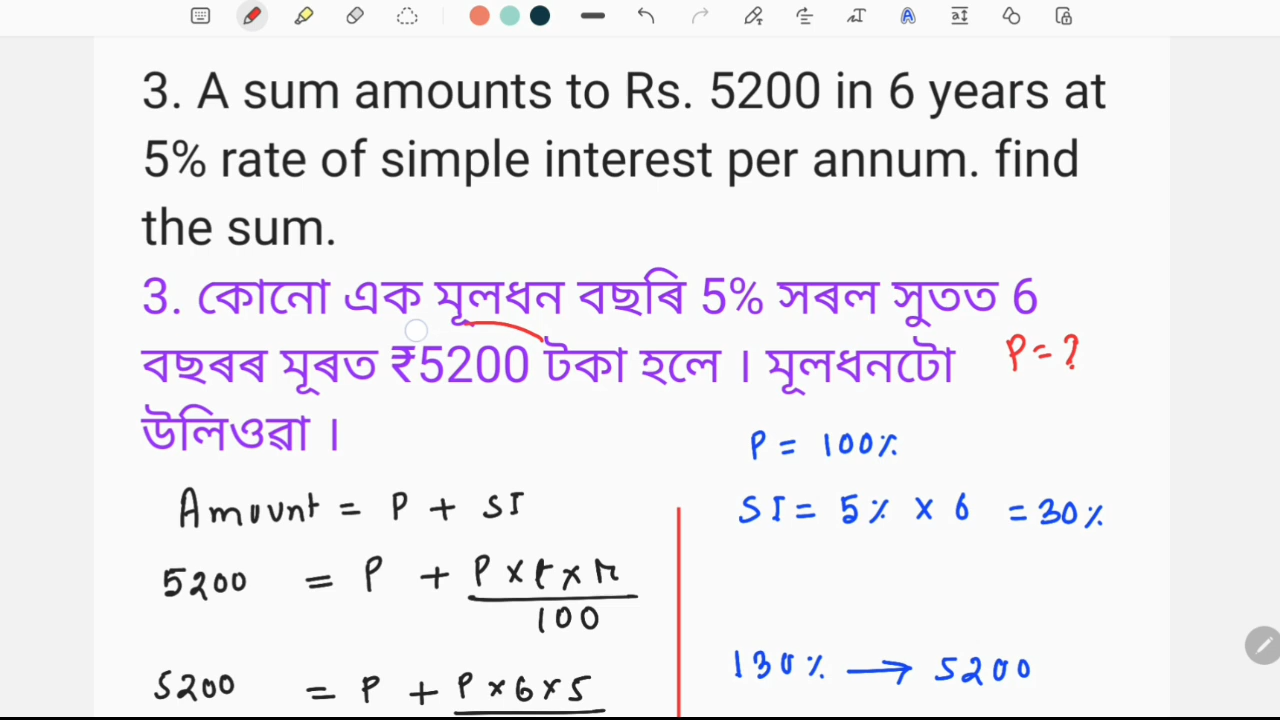 3. A sum amounts to Rs. 5200 in 6 years at
5% rate of simple interest per annum. find
the sum.
3. কোনো এক মূলধন বছৰি 5% সৰল সুতত 6
বছৰৰ মূৰত ₹5200 টকা হলে । মূলধনটো
উলিওৱা ।
P = ?
Amount = P + SI
5200 = P + P × t × r
100
5200 = P + P × 6 × 5
P = 100%
SI = 5% × 6 = 30%
130% → 5200